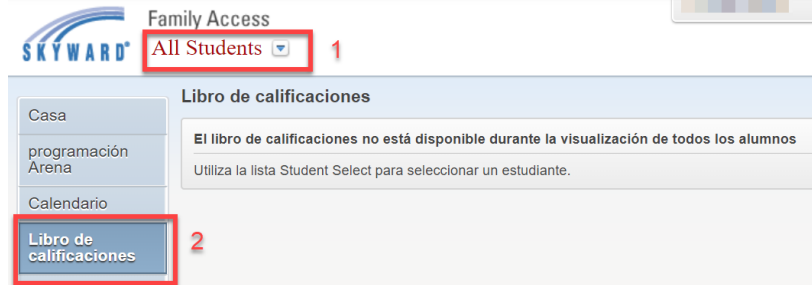 Family Access
SKYWARD®
All Students
1
Libro de calificaciones
Casa
El libro de calificaciones no está disponible durante la visualización de todos los alumnos
programación
Arena
Utiliza la lista Student Select para seleccionar un estudiante.
Calendario
Libro de
calificaciones
2